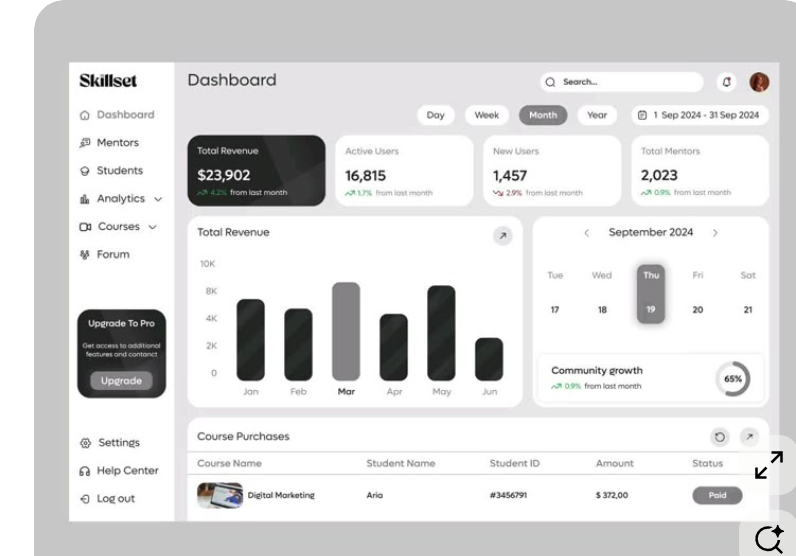 Skillset
Dashboard
Mentors
Students
Analytics
Courses
Forum
Upgrade To Pro
Get access to additional
features and contanct
Upgrade
Settings
Help Center
Log out
Dashboard
Search...
Day
Week
Month
Year
1 Sep 2024 - 31 Sep 2024
Total Revenue
$23,902
4.2% from last month
Active Users
16,815
1.7% from last month
New Users
1,457
2.9% from last month
Total Mentors
2,023
0.9% from last month
Total Revenue
10K
8K
4K
2K
0
Jan Feb Mar Apr May Jun
September 2024
Tue Wed Thu Fri Sat
17 18 19 20 21
Community growth
0.9% from last month
65%
Course Purchases
Course Name Student Name Student ID Amount Status
Digital Marketing Aria #3456791 $ 372,00 Paid